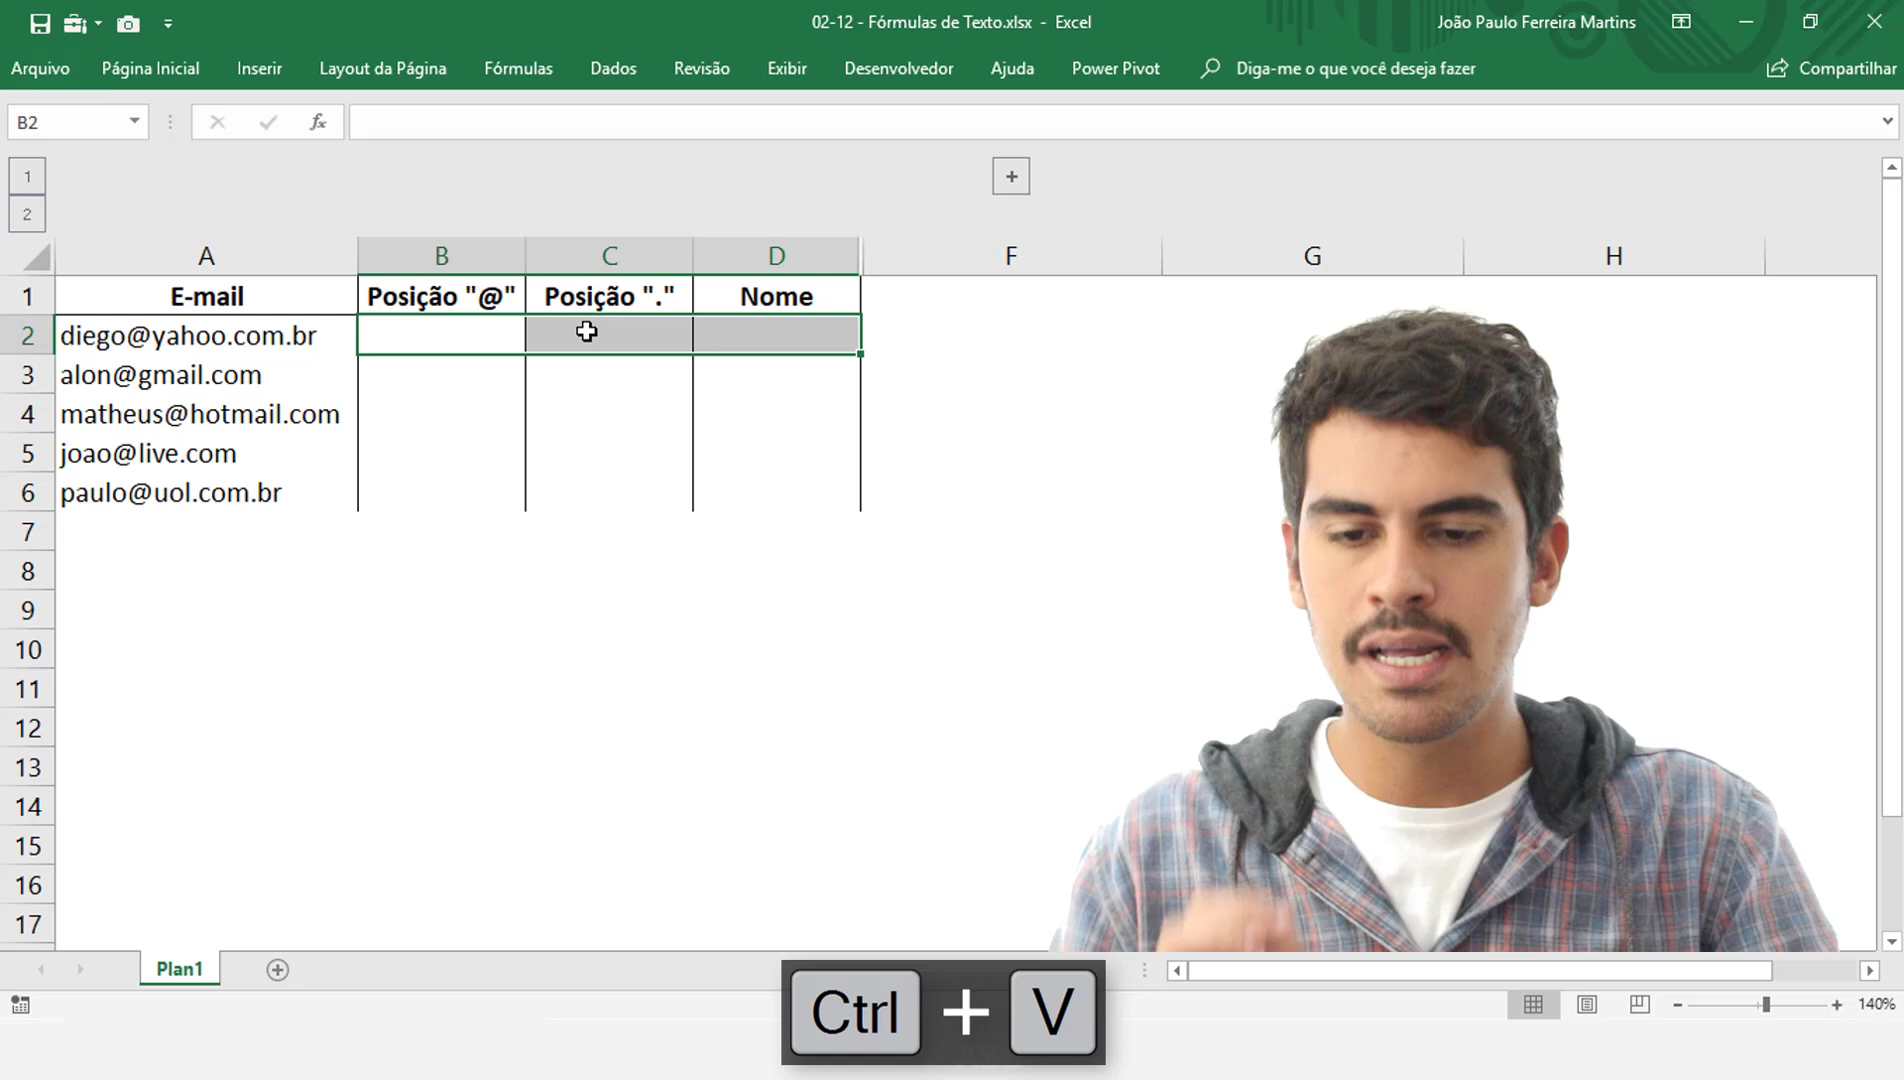 02-12 - Fórmulas de Texto.xlsx - Excel
João Paulo Ferreira Martins
Arquivo Página Inicial Inserir Layout da Página Fórmulas Dados Revisão Exibir Desenvolvedor Ajuda Power Pivot Diga-me o que você deseja fazer Compartilhar
B2 fx
1 +
2
A B C D F G H
1 E-mail Posição "@" Posição "." Nome
2 diego@yahoo.com.br
3 alon@gmail.com
4 matheus@hotmail.com
5 joao@live.com
6 paulo@uol.com.br
7
8
9
10
11
12
13
14
15
16
17
Plan1
Ctrl + V
- + 140%